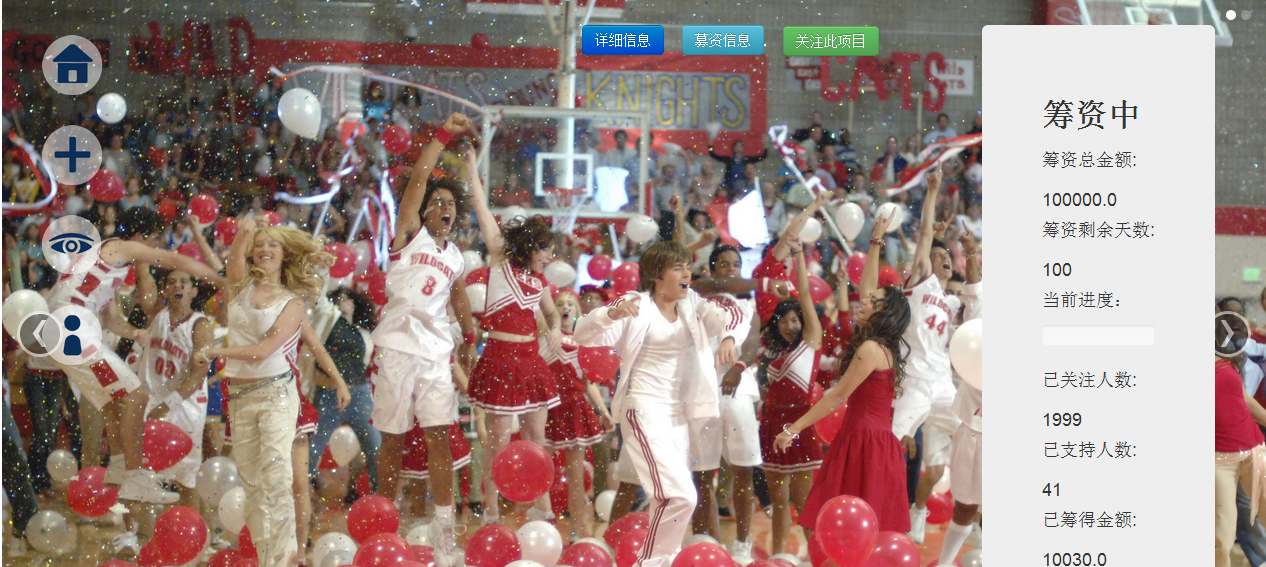 详细信息
募资信息
关注此项目
KNIGHTS
CATS
WILDCATS
8
00
WILDCATS
44
筹资中
筹资总金额:
100000.0
筹资剩余天数:
100
当前进度：
已关注人数:
1999
已支持人数:
41
已筹得金额:
10030.0